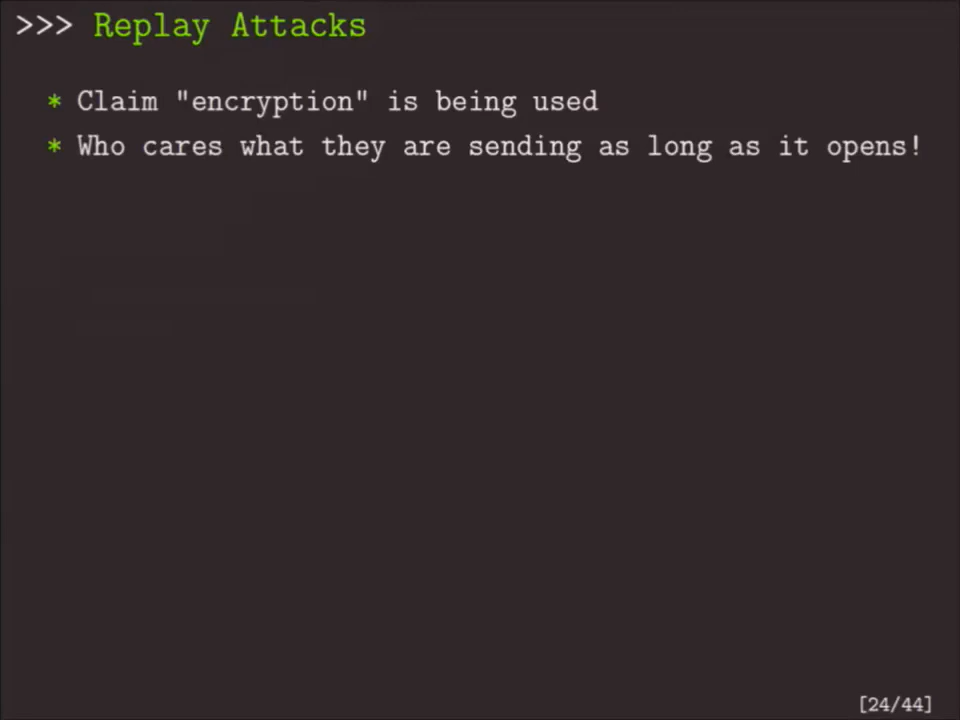 >>> Replay Attacks
* Claim "encryption" is being used
* Who cares what they are sending as long as it opens!
[24/44]